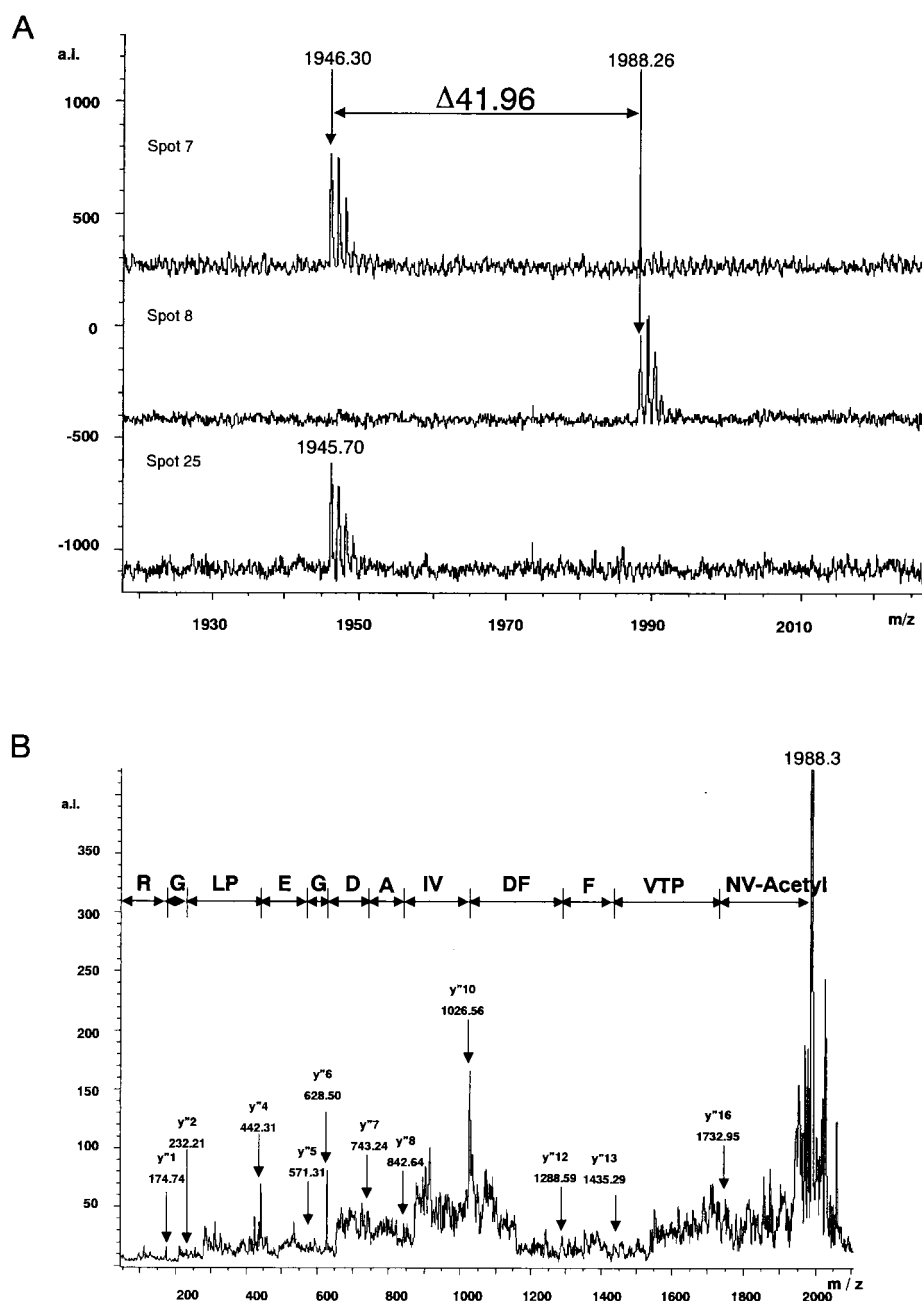 A
a.i.
1946.30
1988.26
Δ41.96
1000
Spot 7
500
0
Spot 8
-500
1945.70
Spot 25
-1000
1930
1950
1970
1990
2010
m/z
B
1988.3
a.i.
350
R G LP E G D A IV DF F VTP NV-Acetyl
300
250
y"10
1026.56
200
150
y"6
628.50
y"4
442.31
y"2
232.21
y"1
174.74
y"5
571.31
y"7
743.24
y"8
842.64
y"12
1288.59
y"13
1435.29
y"16
1732.95
100
50
200 400 600 800 1000 1200 1400 1600 1800 2000
m / z